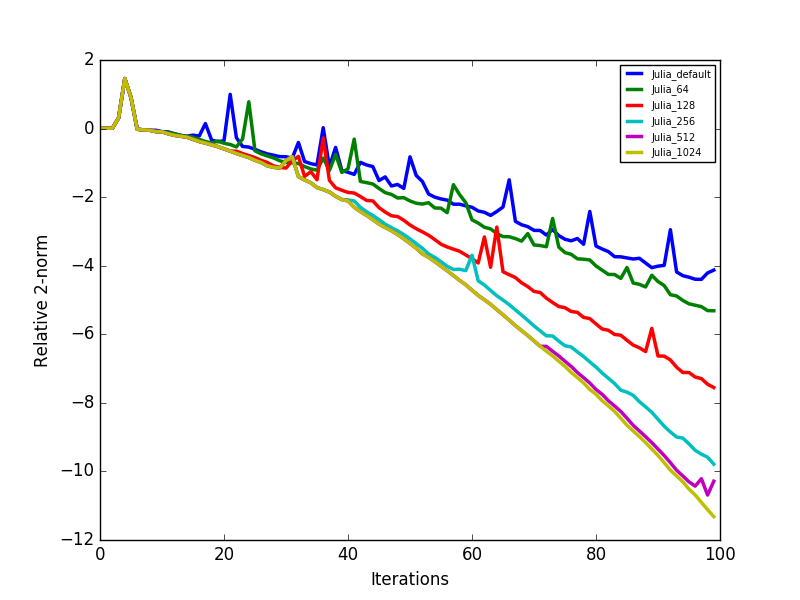 2
0
−2
−4
−6
−8
−10
−12
Relative 2-norm
0 20 40 60 80 100
Iterations
Julia_default
Julia_64
Julia_128
Julia_256
Julia_512
Julia_1024